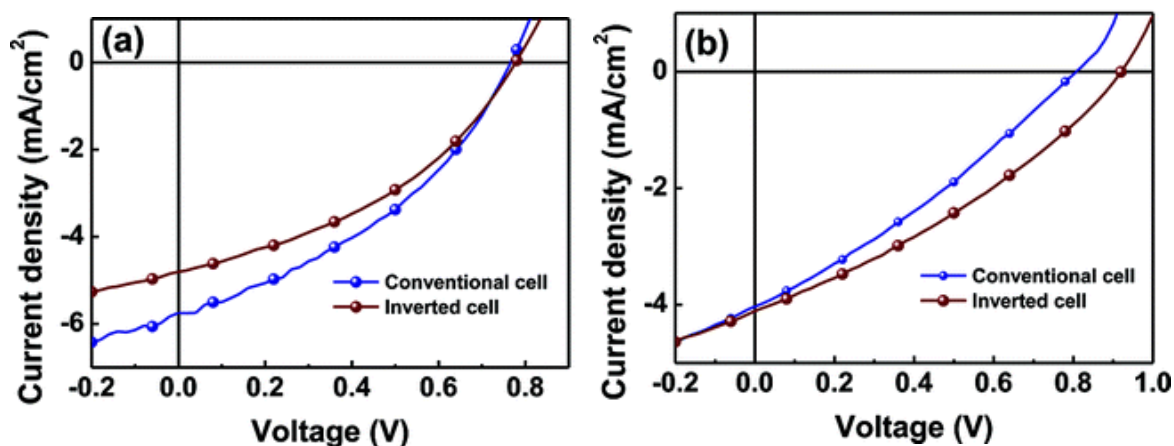 (a)
Current density (mA/cm²)
0
-2
-4
-6
Conventional cell
Inverted cell
-0.2 0.0 0.2 0.4 0.6 0.8
Voltage (V)
(b)
Current density (mA/cm²)
0
-2
-4
Conventional cell
Inverted cell
-0.2 0.0 0.2 0.4 0.6 0.8 1.0
Voltage (V)